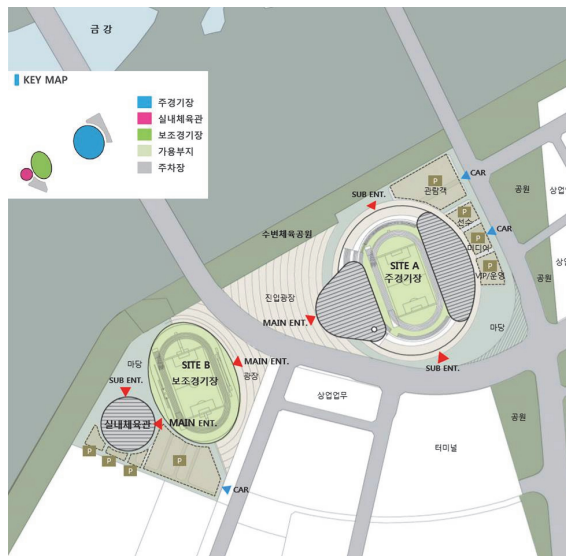 금 강
KEY MAP
주경기장
실내체육관
보조경기장
가용부지
주차장
P
CAR
관람객
공원
상업업
SUB ENT.
P
선수
CAR
수변체육공원
P
미디어
상
SITE A
주경기장
P
VIP/운영
공원
진입광장
MAIN ENT.
마당
SUB ENT.
마당
SITE B
보조경기장
MAIN ENT.
광장
SUB ENT.
상업업무
실내체육관
MAIN ENT.
공원
터미널
P
P
P
P
CAR